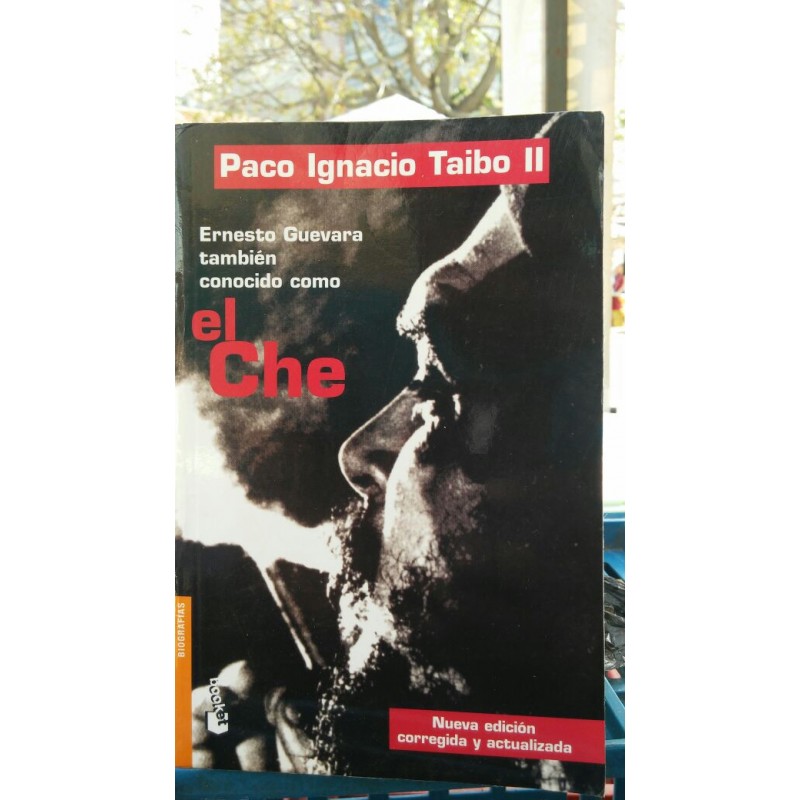 Paco Ignacio Taibo II
Ernesto Guevara
también
conocido como
el
Che
BIOGRAFÍAS
booket
Nueva edición
corregida y actualizada